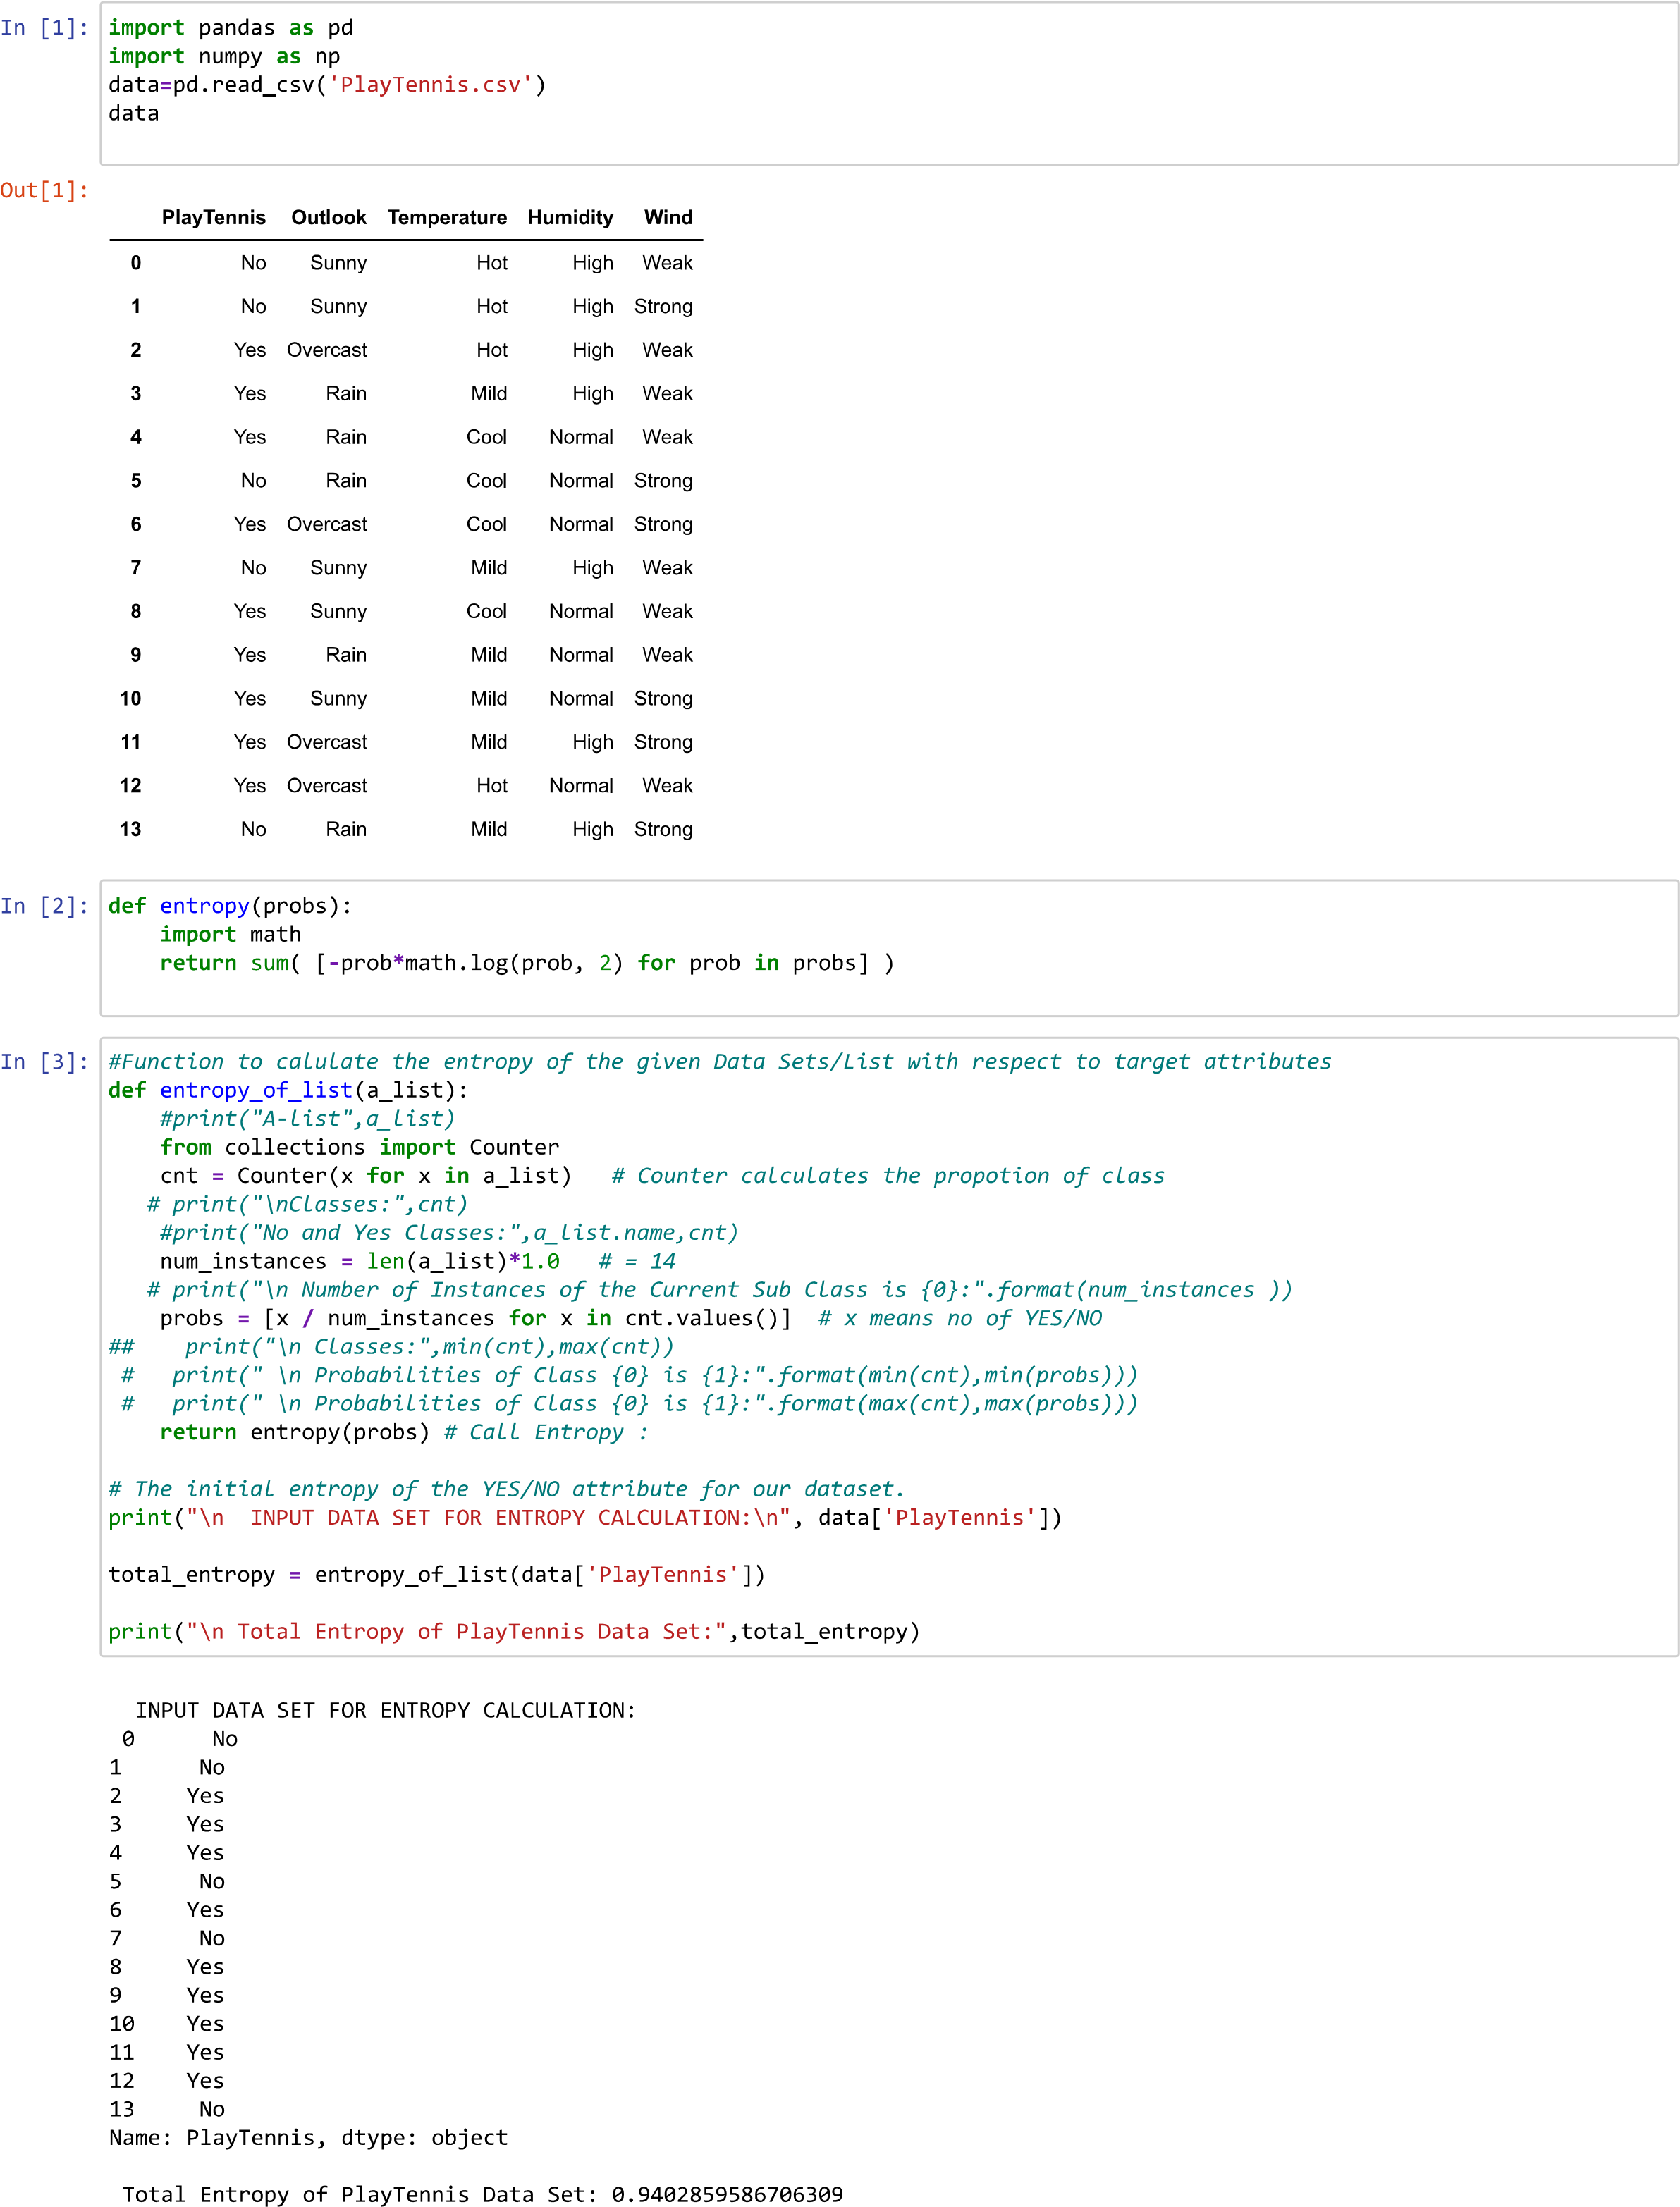 In [1]: import pandas as pd
import numpy as np
data=pd.read_csv('PlayTennis.csv')
data
Out[1]:
PlayTennis Outlook Temperature Humidity Wind
0 No Sunny Hot High Weak
1 No Sunny Hot High Strong
2 Yes Overcast Hot High Weak
3 Yes Rain Mild High Weak
4 Yes Rain Cool Normal Weak
5 No Rain Cool Normal Strong
6 Yes Overcast Cool Normal Strong
7 No Sunny Mild High Weak
8 Yes Sunny Cool Normal Weak
9 Yes Rain Mild Normal Weak
10 Yes Sunny Mild Normal Strong
11 Yes Overcast Mild High Strong
12 Yes Overcast Hot Normal Weak
13 No Rain Mild High Strong
In [2]: def entropy(probs):
    import math
    return sum( [-prob*math.log(prob, 2) for prob in probs] )
In [3]: #Function to calulate the entropy of the given Data Sets/List with respect to target attributes
def entropy_of_list(a_list):
    #print("A-list",a_list)
    from collections import Counter
    cnt = Counter(x for x in a_list)   # Counter calculates the propotion of class
   # print("\nClasses:",cnt)
    #print("No and Yes Classes:",a_list.name,cnt)
    num_instances = len(a_list)*1.0   # = 14
   # print("\n Number of Instances of the Current Sub Class is {0}:".format(num_instances ))
    probs = [x / num_instances for x in cnt.values()]  # x means no of YES/NO
##    print("\n Classes:",min(cnt),max(cnt))
 #   print(" \n Probabilities of Class {0} is {1}:".format(min(cnt),min(probs)))
 #   print(" \n Probabilities of Class {0} is {1}:".format(max(cnt),max(probs)))
    return entropy(probs) # Call Entropy :
# The initial entropy of the YES/NO attribute for our dataset.
print("\n  INPUT DATA SET FOR ENTROPY CALCULATION:\n", data['PlayTennis'])
total_entropy = entropy_of_list(data['PlayTennis'])
print("\n Total Entropy of PlayTennis Data Set:",total_entropy)
  INPUT DATA SET FOR ENTROPY CALCULATION:
 0      No
1      No
2     Yes
3     Yes
4     Yes
5      No
6     Yes
7      No
8     Yes
9     Yes
10    Yes
11    Yes
12    Yes
13     No
Name: PlayTennis, dtype: object
 Total Entropy of PlayTennis Data Set: 0.9402859586706309